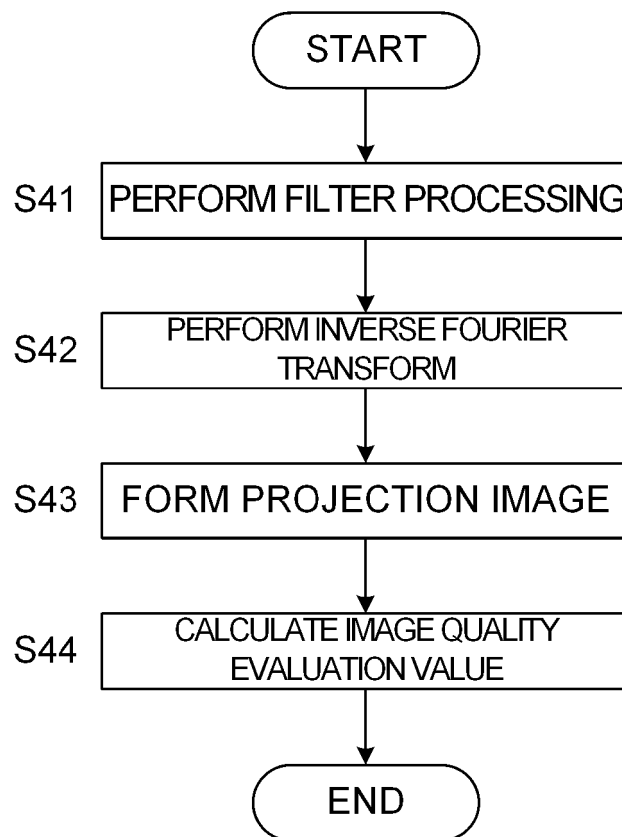 START
S41 PERFORM FILTER PROCESSING
S42 PERFORM INVERSE FOURIER
TRANSFORM
S43 FORM PROJECTION IMAGE
S44 CALCULATE IMAGE QUALITY
EVALUATION VALUE
END